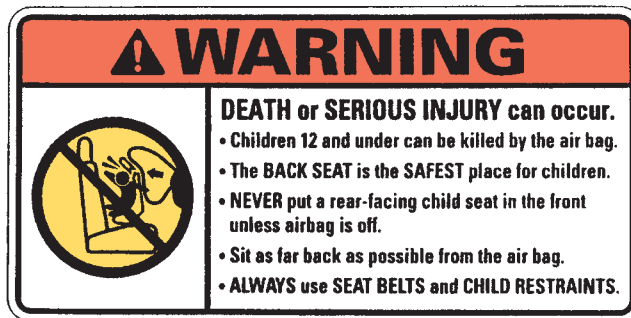 WARNING
DEATH or SERIOUS INJURY can occur.
• Children 12 and under can be killed by the air bag.
• The BACK SEAT is the SAFEST place for children.
• NEVER put a rear-facing child seat in the front
unless airbag is off.
• Sit as far back as possible from the air bag.
• ALWAYS use SEAT BELTS and CHILD RESTRAINTS.